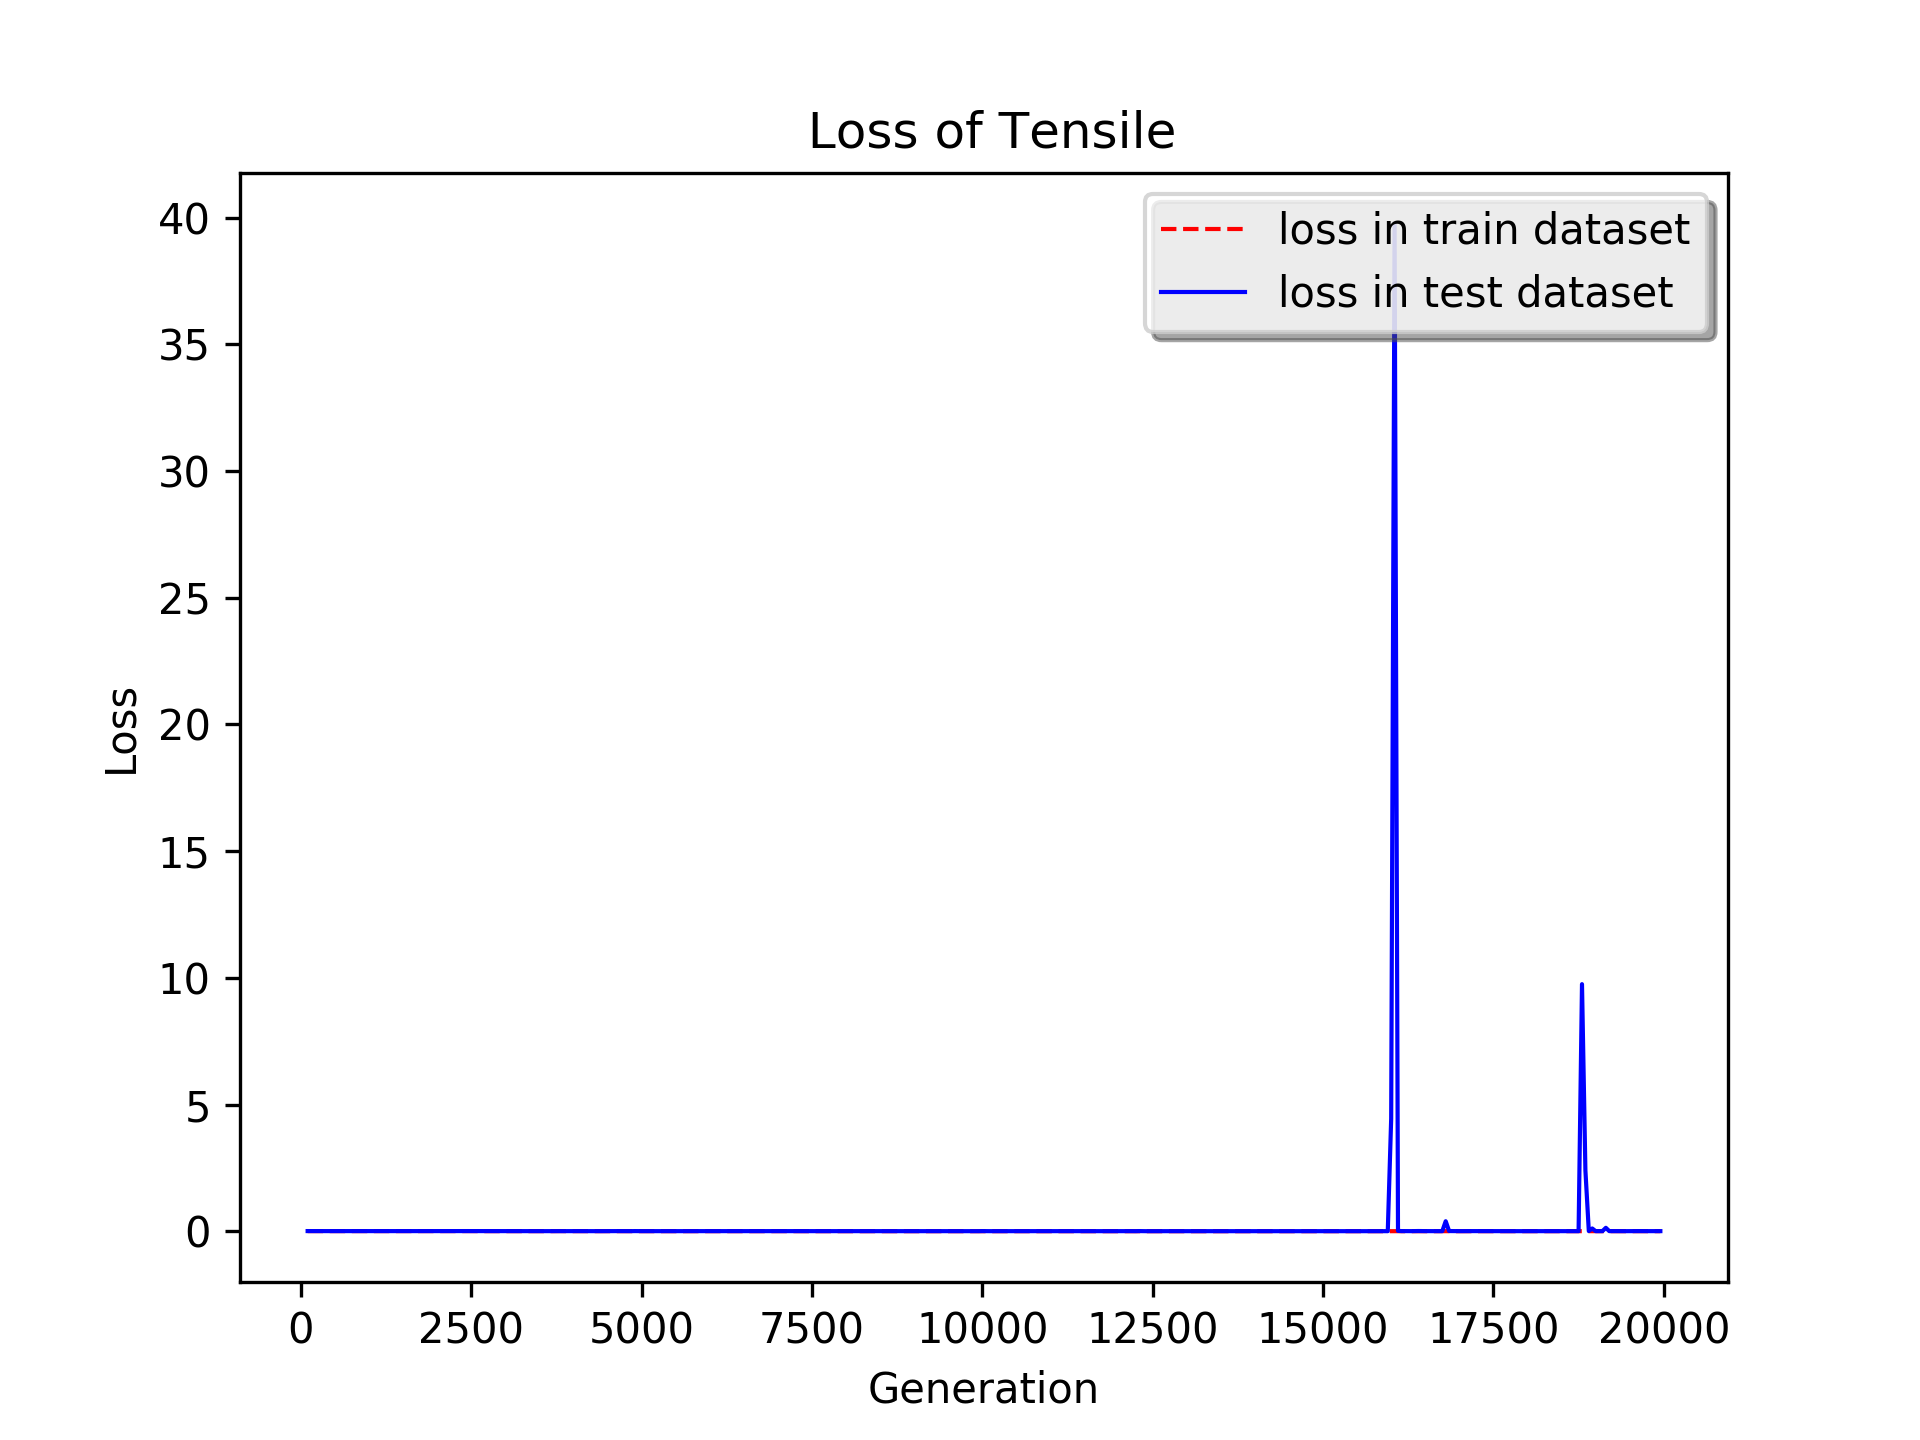 Loss of Tensile
loss in train dataset
loss in test dataset
40
35
30
25
20
15
10
5
0
Loss
0 2500 5000 7500 10000 12500 15000 17500 20000
Generation